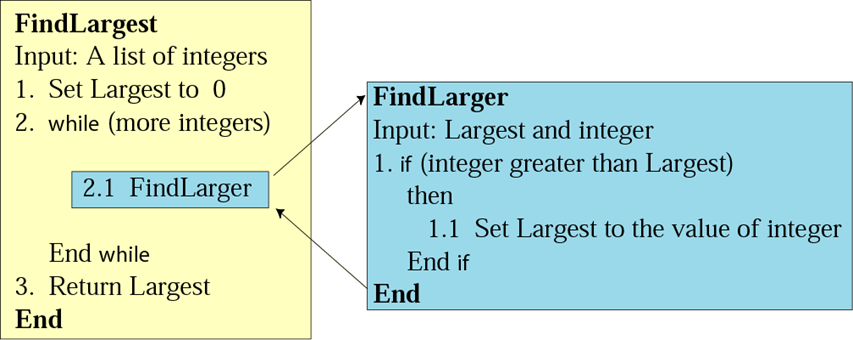 FindLargest
Input: A list of integers
1. Set Largest to 0
2. while (more integers)
2.1 FindLarger
End while
3. Return Largest
End
FindLarger
Input: Largest and integer
1. if (integer greater than Largest)
then
1.1 Set Largest to the value of integer
End if
End